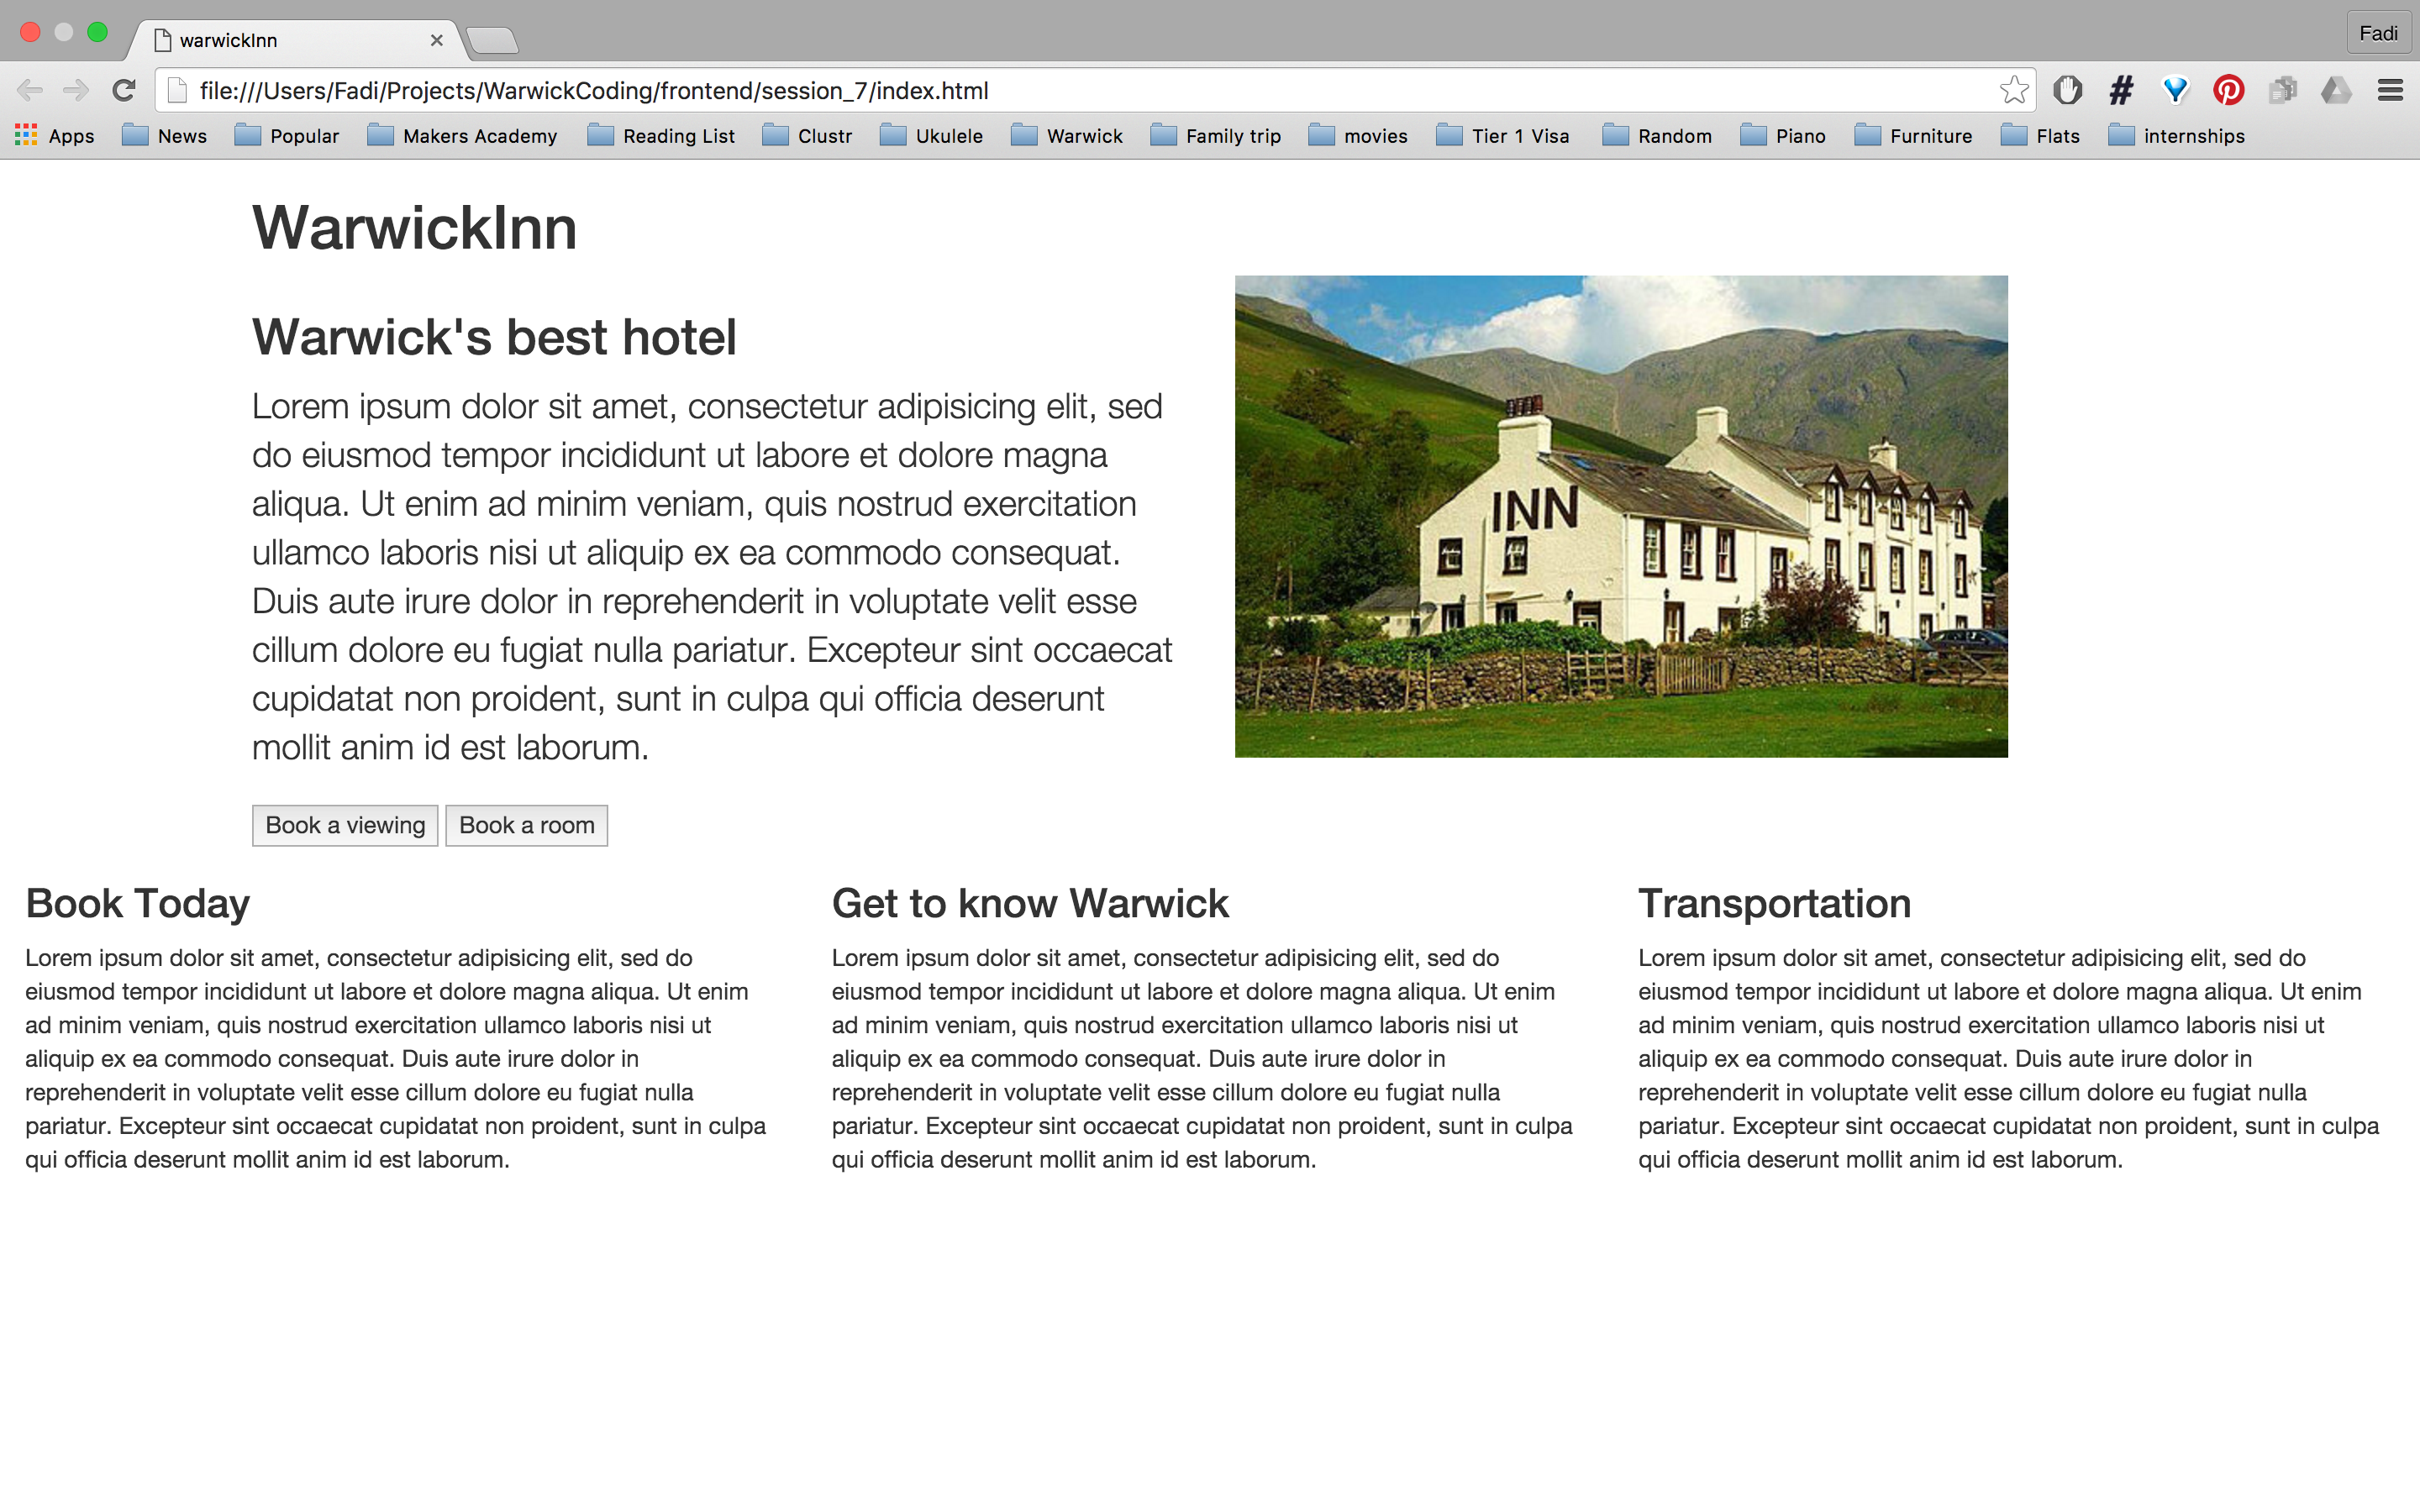 warwickInn
Fadi
file:///Users/Fadi/Projects/WarwickCoding/frontend/session_7/index.html
Apps News Popular Makers Academy Reading List Clustr Ukulele Warwick Family trip movies Tier 1 Visa Random Piano Furniture Flats internships
WarwickInn
Warwick's best hotel
Lorem ipsum dolor sit amet, consectetur adipisicing elit, sed
do eiusmod tempor incididunt ut labore et dolore magna
aliqua. Ut enim ad minim veniam, quis nostrud exercitation
ullamco laboris nisi ut aliquip ex ea commodo consequat.
Duis aute irure dolor in reprehenderit in voluptate velit esse
cillum dolore eu fugiat nulla pariatur. Excepteur sint occaecat
cupidatat non proident, sunt in culpa qui officia deserunt
mollit anim id est laborum.
INN
Book a viewing Book a room
Book Today
Lorem ipsum dolor sit amet, consectetur adipisicing elit, sed do
eiusmod tempor incididunt ut labore et dolore magna aliqua. Ut enim
ad minim veniam, quis nostrud exercitation ullamco laboris nisi ut
aliquip ex ea commodo consequat. Duis aute irure dolor in
reprehenderit in voluptate velit esse cillum dolore eu fugiat nulla
pariatur. Excepteur sint occaecat cupidatat non proident, sunt in culpa
qui officia deserunt mollit anim id est laborum.
Get to know Warwick
Lorem ipsum dolor sit amet, consectetur adipisicing elit, sed do
eiusmod tempor incididunt ut labore et dolore magna aliqua. Ut enim
ad minim veniam, quis nostrud exercitation ullamco laboris nisi ut
aliquip ex ea commodo consequat. Duis aute irure dolor in
reprehenderit in voluptate velit esse cillum dolore eu fugiat nulla
pariatur. Excepteur sint occaecat cupidatat non proident, sunt in culpa
qui officia deserunt mollit anim id est laborum.
Transportation
Lorem ipsum dolor sit amet, consectetur adipisicing elit, sed do
eiusmod tempor incididunt ut labore et dolore magna aliqua. Ut enim
ad minim veniam, quis nostrud exercitation ullamco laboris nisi ut
aliquip ex ea commodo consequat. Duis aute irure dolor in
reprehenderit in voluptate velit esse cillum dolore eu fugiat nulla
pariatur. Excepteur sint occaecat cupidatat non proident, sunt in culpa
qui officia deserunt mollit anim id est laborum.